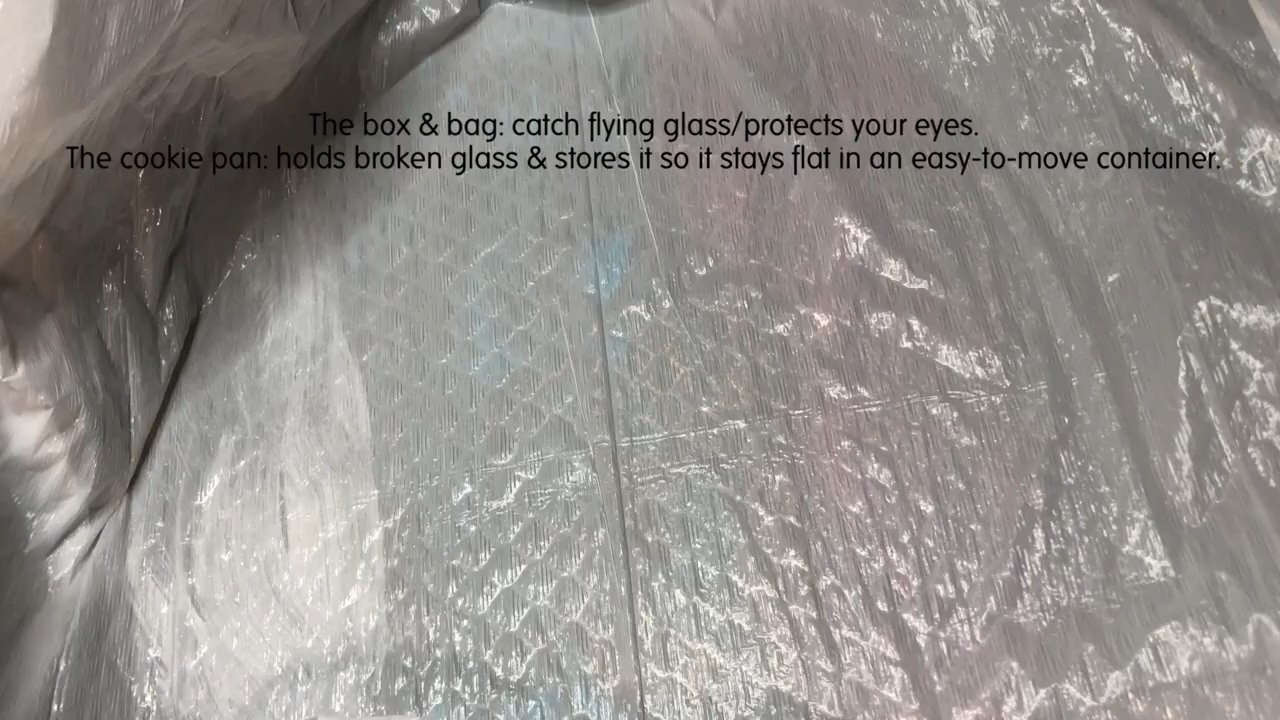 The box & bag: catch flying glass/protects your eyes.
The cookie pan: holds broken glass & stores it so it stays flat in an easy-to-move container.